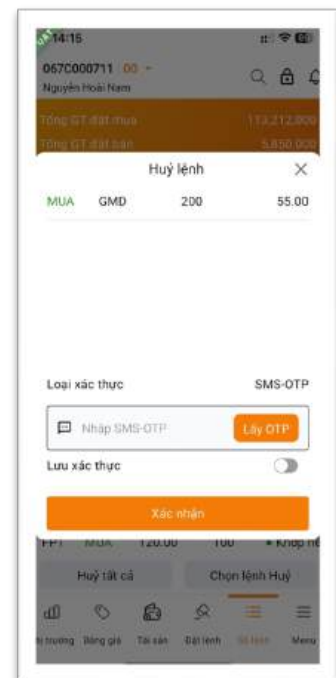 UAT
14:15
067C000711 00
Nguyễn Hoài Nam
Tổng GT đặt mua 113,212,000
Tổng GT đặt bán 5,850,000
Huỷ lệnh
MUA GMD 200 55.00
Loại xác thực SMS-OTP
Nhập SMS-OTP Lấy OTP
Lưu xác thực
Xác nhận
FPT MUA 120.00 100 Khớp
Huỷ tất cả Chọn lệnh Huỷ
trường Bảng giá Tài sản Đặt lệnh Sổ lệnh Menu